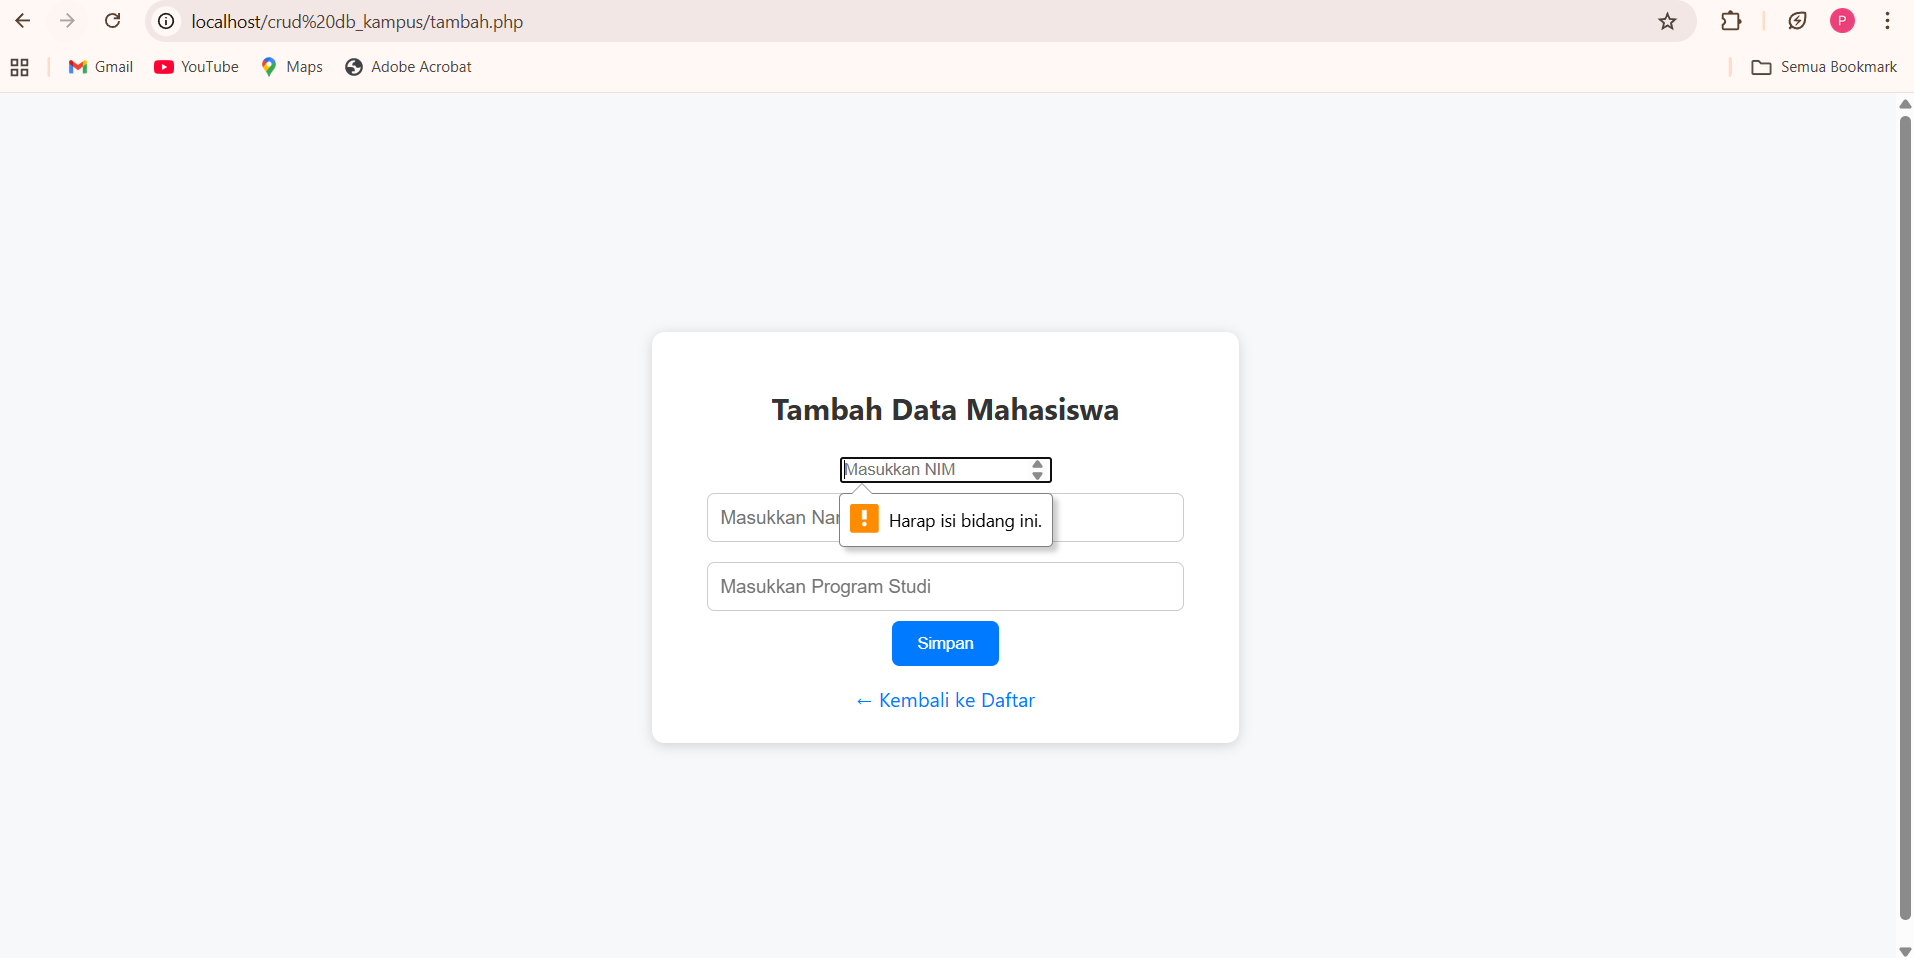 localhost/crud%20db_kampus/tambah.php
P
Gmail YouTube Maps Adobe Acrobat Semua Bookmark
Tambah Data Mahasiswa
Masukkan NIM
Masukkan Nar
Harap isi bidang ini.
Masukkan Program Studi
Simpan
← Kembali ke Daftar